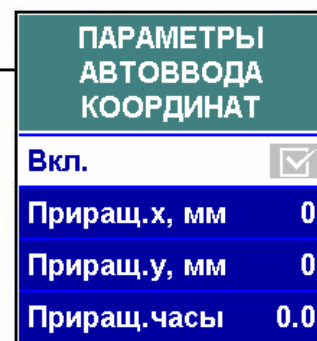 ПАРАМЕТРЫ
АВТОВВОДА
КООРДИНАТ
Вкл.
Приращ.x, мм 0
Приращ.y, мм 0
Приращ.часы 0.0